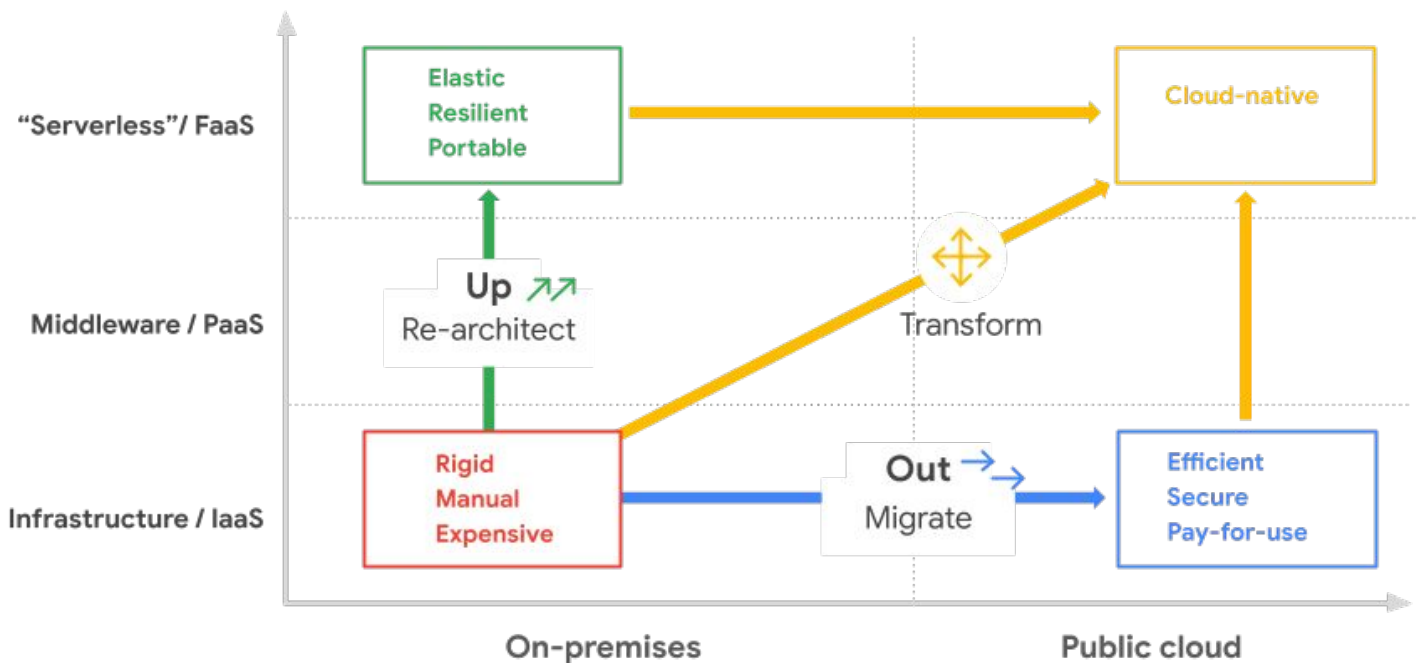 Elastic
Resilient
Portable
Cloud-native
“Serverless”/ FaaS
Up
Re-architect
Middleware / PaaS
Transform
Rigid
Manual
Expensive
Out
Migrate
Efficient
Secure
Pay-for-use
Infrastructure / IaaS
On-premises
Public cloud